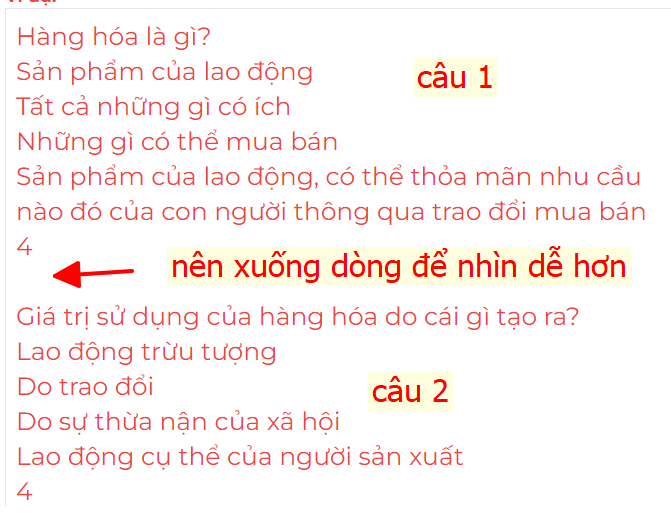 Hàng hóa là gì?
câu 1
Sản phẩm của lao động
Tất cả những gì có ích
Những gì có thể mua bán
Sản phẩm của lao động, có thể thỏa mãn nhu cầu
nào đó của con người thông qua trao đổi mua bán
4
nên xuống dòng để nhìn dễ hơn
Giá trị sử dụng của hàng hóa do cái gì tạo ra?
Lao động trừu tượng
Do trao đổi
câu 2
Do sự thừa nận của xã hội
Lao động cụ thể của người sản xuất
4